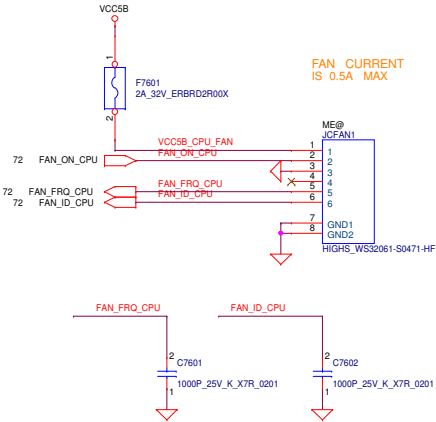 VCC5B
1
F7601
2A_32V_ERBRD2R00X
2
FAN CURRENT
IS 0.5A MAX
ME@
JCFAN1
VCC5B_CPU_FAN
1 1
72 FAN_ON_CPU FAN_ON_CPU 2 2
3 3
4 4
72 FAN_FRQ_CPU FAN_FRQ_CPU 5 5
72 FAN_ID_CPU FAN_ID_CPU 6 6
7 GND1
8 GND2
HIGHS_WS32061-S0471-HF
FAN_FRQ_CPU FAN_ID_CPU
2 2
C7601 C7602
1000P_25V_K_X7R_0201 1000P_25V_K_X7R_0201
1 1